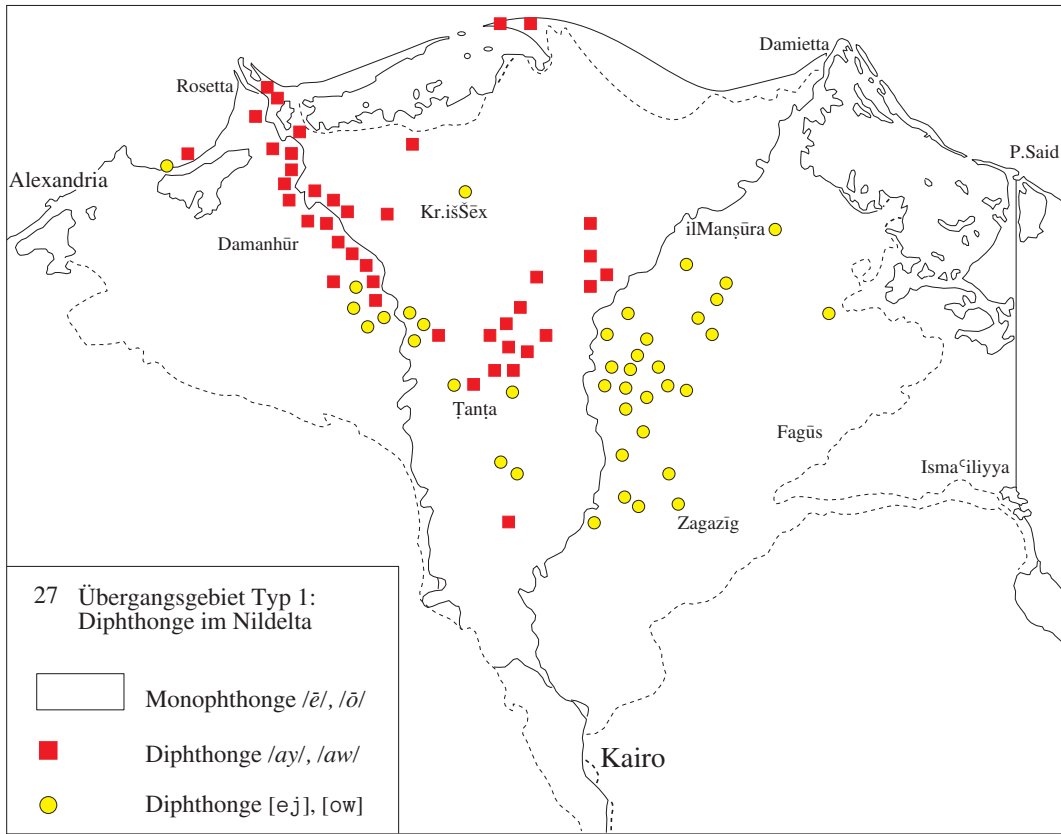 Damietta
Rosetta
P.Said
Alexandria
Kr.išŠēx
ilManṣūra
Damanhūr
Ṭanṭa
Fagūs
Ismaᶜiliyya
Zagazīg
27 Übergangsgebiet Typ 1:
Diphthonge im Nildelta
Monophthonge /ē/, /ō/
Diphthonge /ay/, /aw/
Kairo
Diphthonge [ej], [ow]